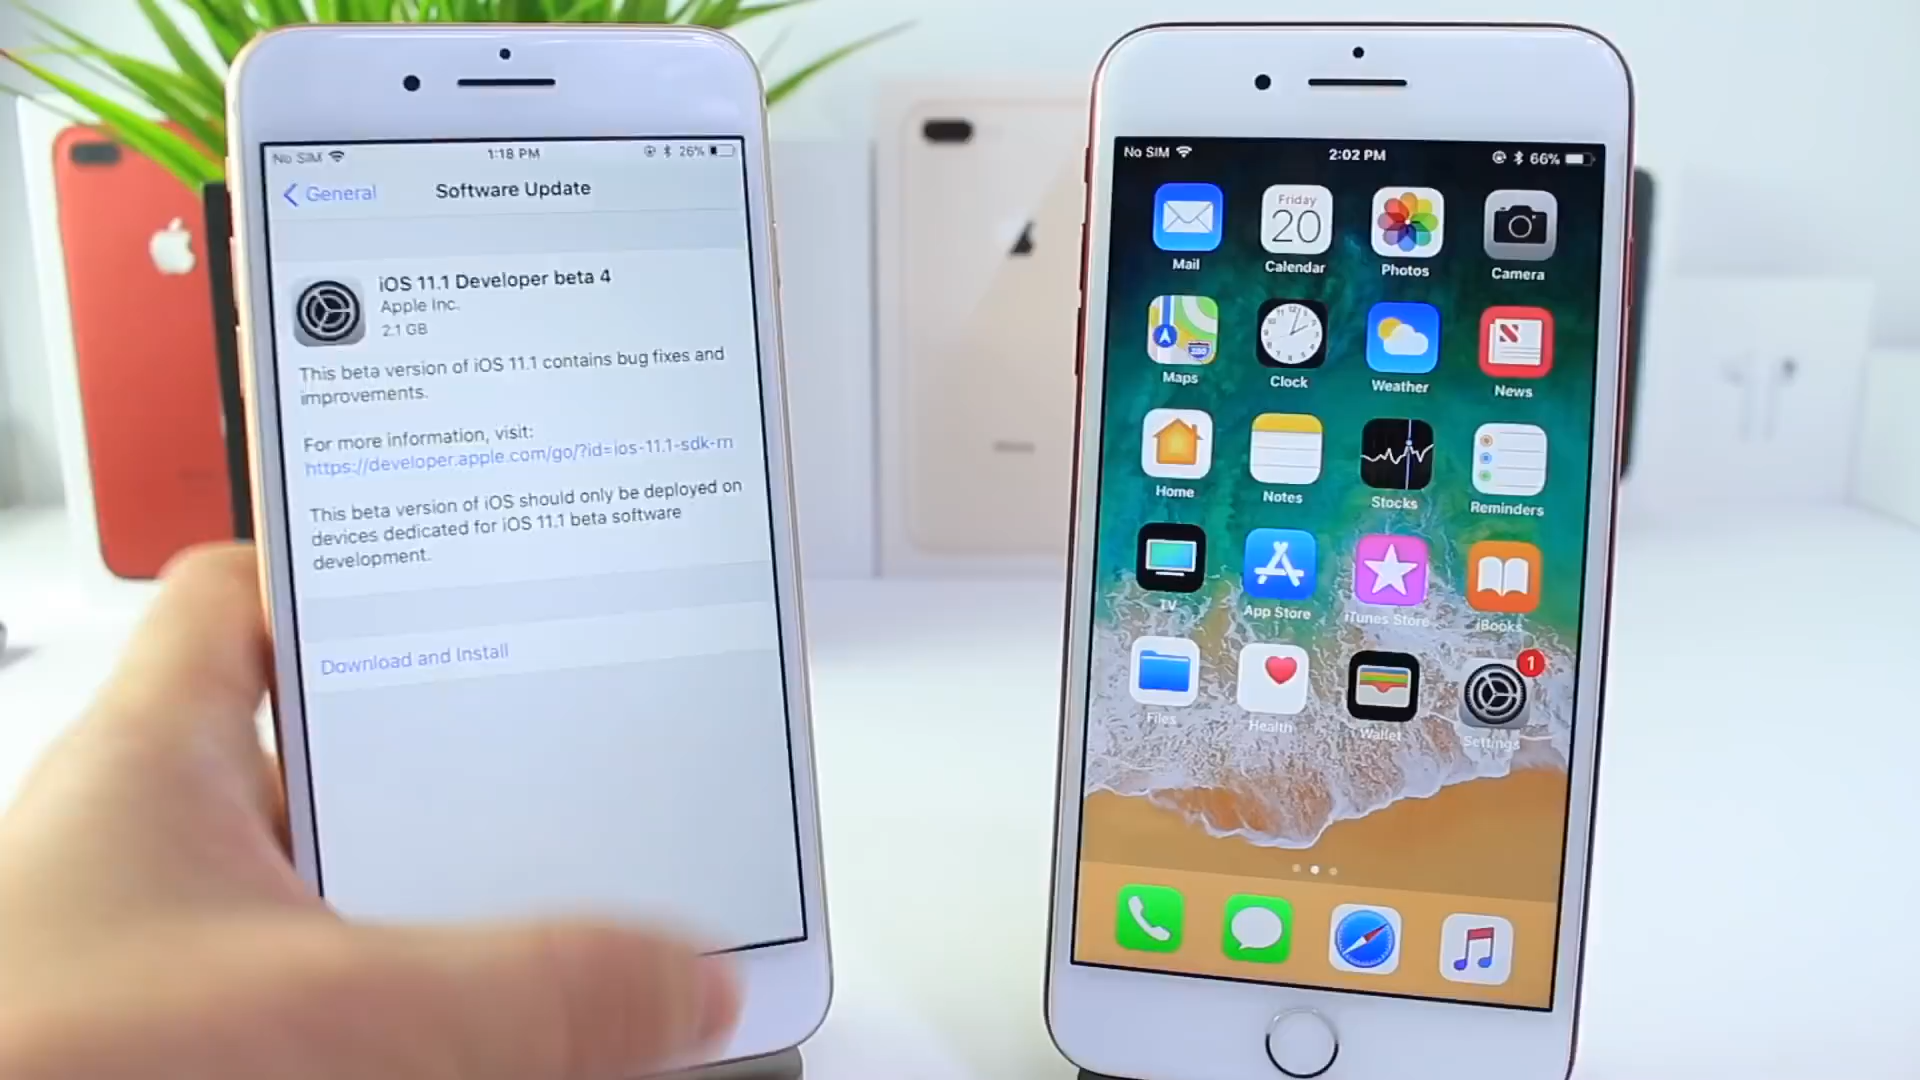 No SIM 1:18 PM 26%
General Software Update
iOS 11.1 Developer beta 4
Apple Inc.
2.1 GB
This beta version of iOS 11.1 contains bug fixes and
improvements.
For more information, visit:
https://developer.apple.com/go/?id=ios-11.1-sdk-rn
This beta version of iOS should only be deployed on
devices dedicated for iOS 11.1 beta software
development.
Download and Install
No SIM 2:02 PM 66%
Friday
20
Mail Calendar Photos Camera
12
280
Maps Clock Weather News
Home Notes Stocks Reminders
TV App Store iTunes Store iBooks
1
Files Health Wallet Settings